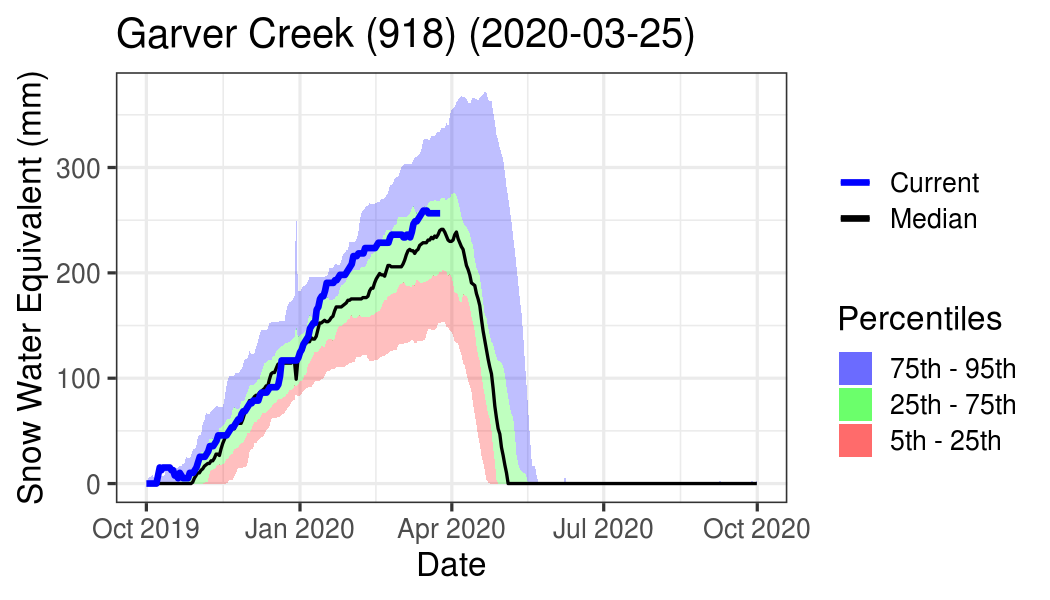 Garver Creek (918) (2020-03-25)
Snow Water Equivalent (mm)
300
200
100
0
Oct 2019
Jan 2020
Apr 2020
Jul 2020
Oct 2020
Date
Current
Median
Percentiles
75th - 95th
25th - 75th
5th - 25th